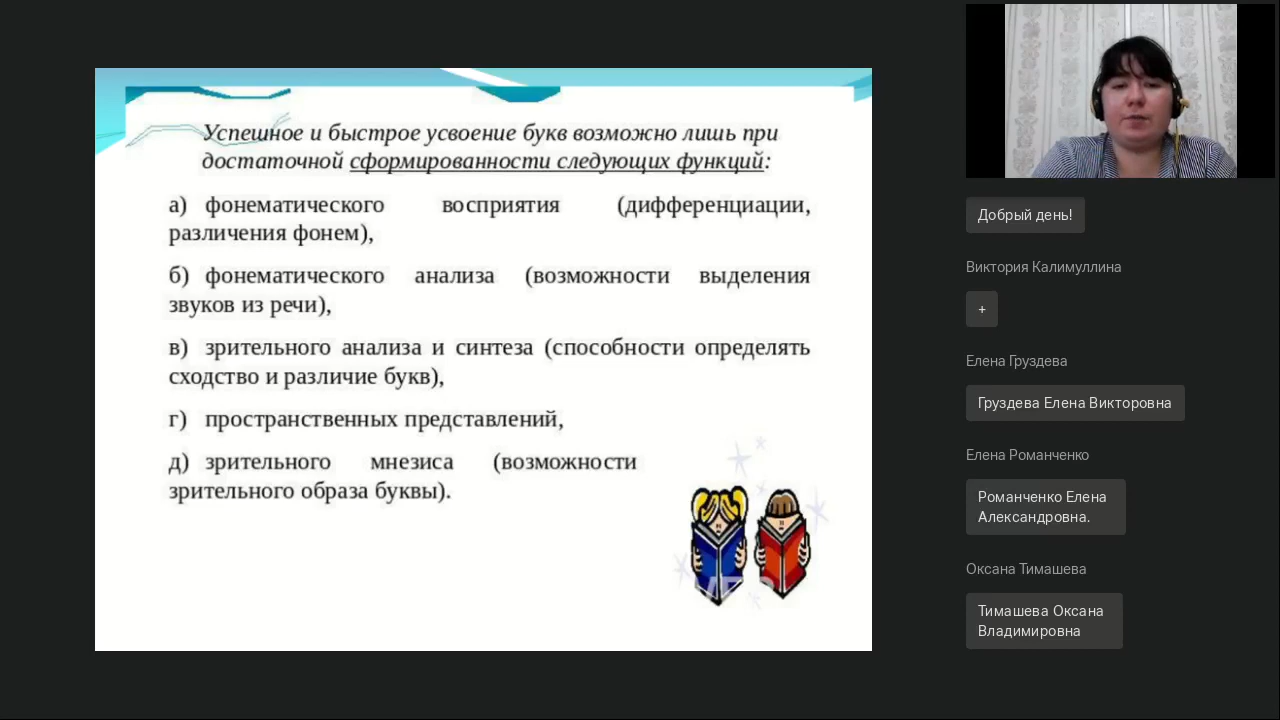 Успешное и быстрое усвоение букв возможно лишь при
достаточной сформированности следующих функций:
а) фонематического восприятия (дифференциации,
различения фонем),
б) фонематического анализа (возможности выделения
звуков из речи),
в) зрительного анализа и синтеза (способности определять
сходство и различие букв),
г) пространственных представлений,
д) зрительного мнезиса (возможности
зрительного образа буквы).
Добрый день!
Виктория Калимуллина
+
Елена Груздева
Груздева Елена Викторовна
Елена Романченко
Романченко Елена
Александровна.
Оксана Тимашева
Тимашева Оксана
Владимировна